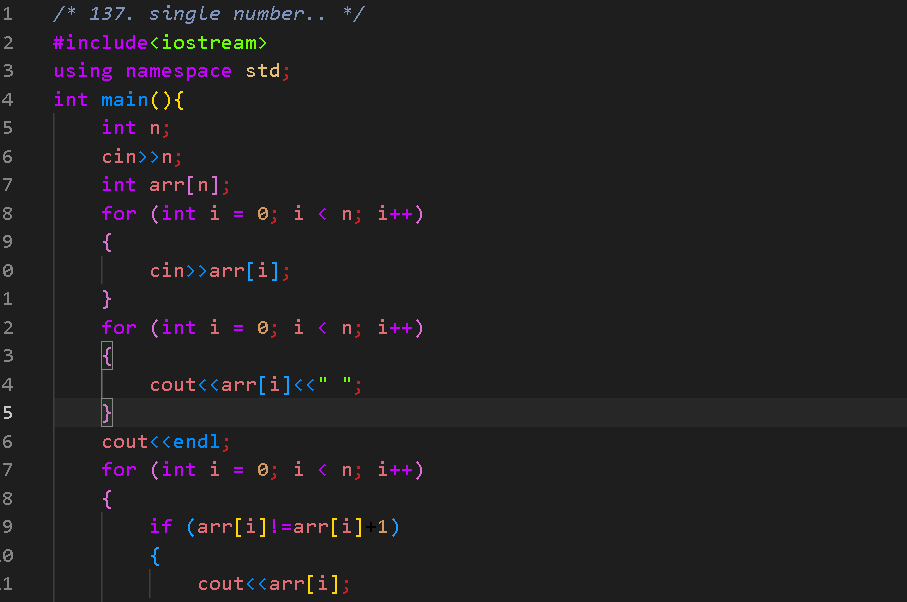 1 /* 137. single number.. */
2 #include<iostream>
3 using namespace std;
4 int main(){
5 int n;
6 cin>>n;
7 int arr[n];
8 for (int i = 0; i < n; i++)
9 {
0 cin>>arr[i];
1 }
2 for (int i = 0; i < n; i++)
3 {
4 cout<<arr[i]<<" ";
5 }
6 cout<<endl;
7 for (int i = 0; i < n; i++)
8 {
9 if (arr[i]!=arr[i]+1)
0 {
1 cout<<arr[i];